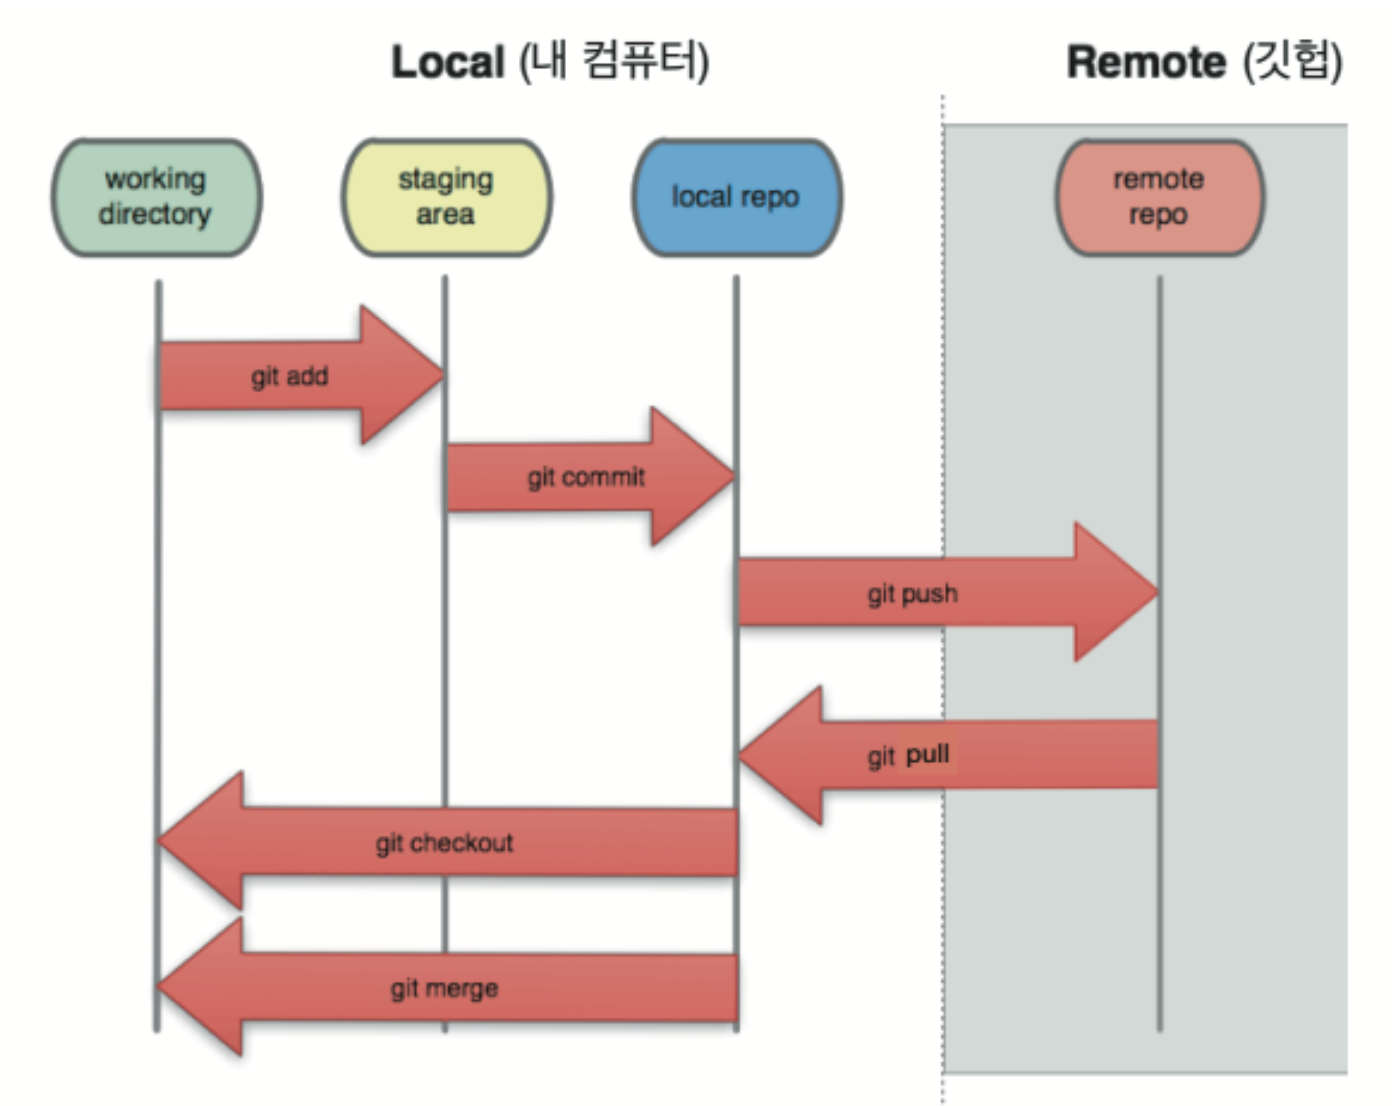 Local (내 컴퓨터)
Remote (깃헙)
working
directory
staging
area
local repo
remote
repo
git add
git commit
git push
git pull
git checkout
git merge